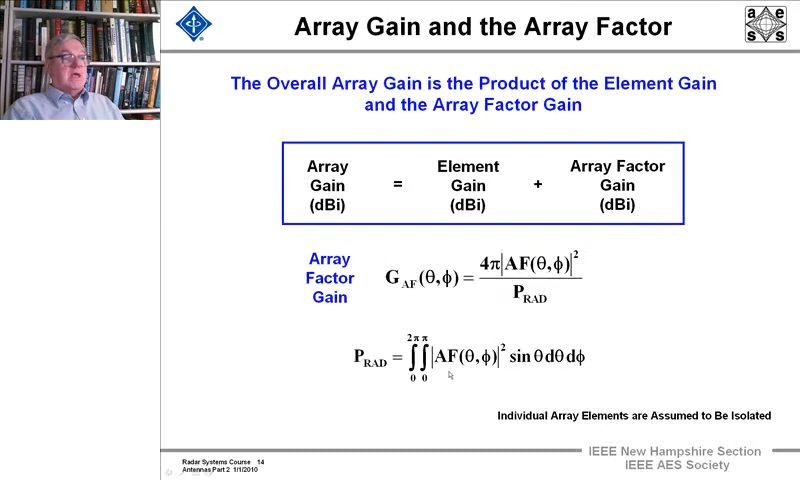 Array Gain and the Array Factor
a e
s s
The Overall Array Gain is the Product of the Element Gain
and the Array Factor Gain
Array Gain (dBi) = Element Gain (dBi) + Array Factor Gain (dBi)
Array
Factor
Gain
G_AF(θ,ϕ) = 4π|AF(θ,ϕ)|² / P_RAD
P_RAD = ∫₀^2π ∫₀^π |AF(θ,ϕ)|² sin θ dθ dϕ
Individual Array Elements are Assumed to Be Isolated
Radar Systems Course 14
Antennas Part 2 1/1/2010
IEEE New Hampshire Section
IEEE AES Society